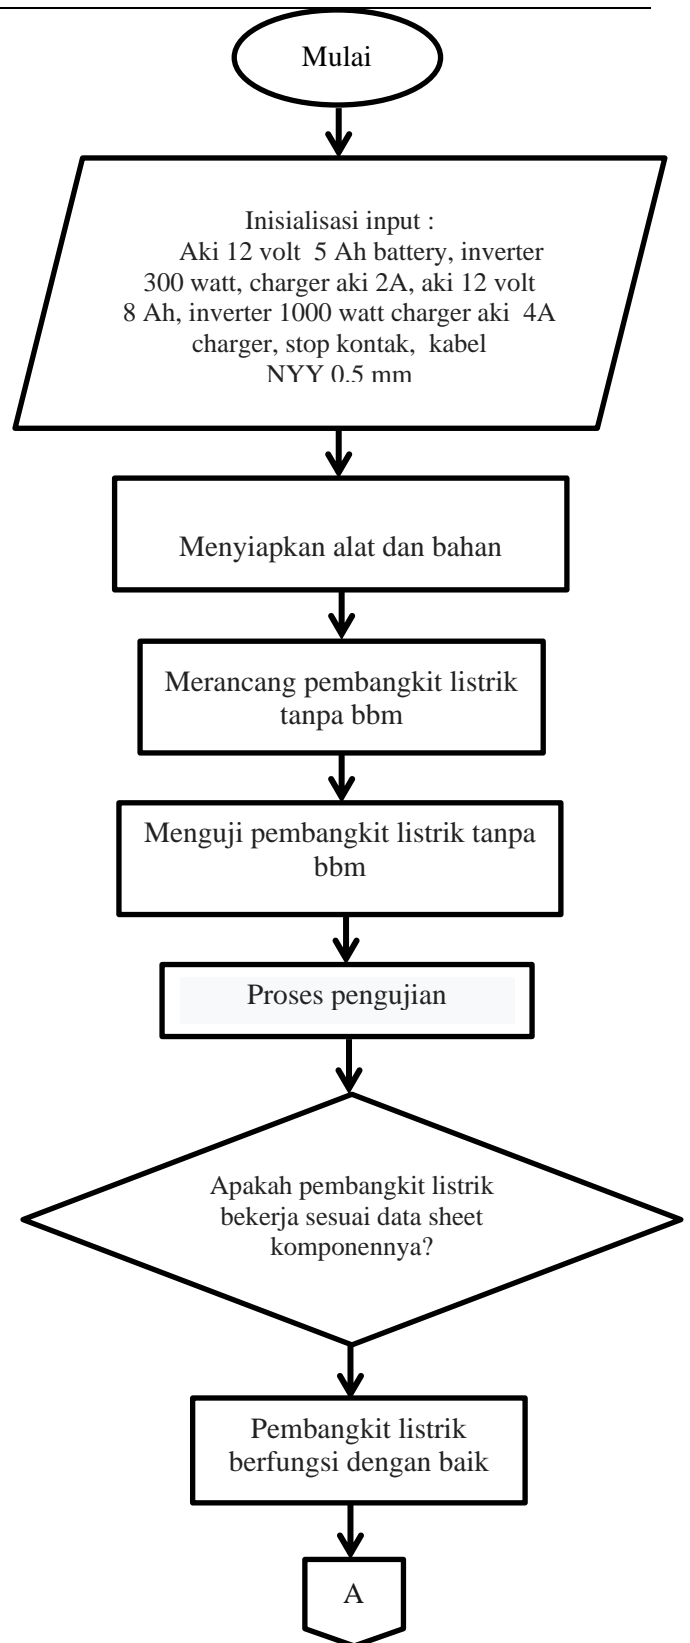 Mulai
Inisialisasi input :
Aki 12 volt 5 Ah battery, inverter
300 watt, charger aki 2A, aki 12 volt
8 Ah, inverter 1000 watt charger aki 4A
charger, stop kontak, kabel
NYY 0.5 mm
Menyiapkan alat dan bahan
Merancang pembangkit listrik
tanpa bbm
Menguji pembangkit listrik tanpa
bbm
Proses pengujian
Apakah pembangkit listrik
bekerja sesuai data sheet
komponennya?
Pembangkit listrik
berfungsi dengan baik
A